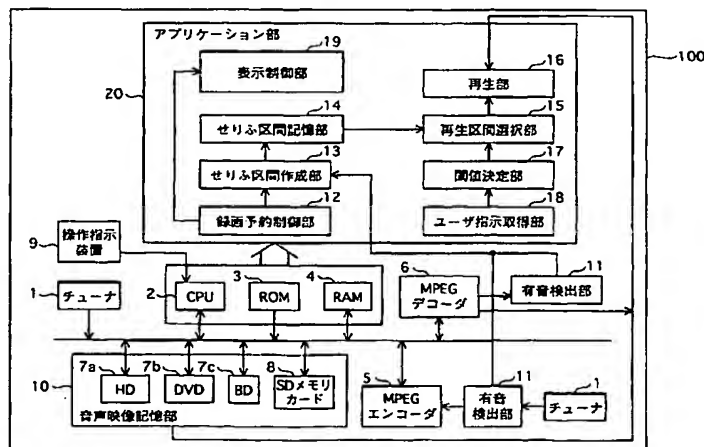 アプリケーション部
100
20
19
表示制御部
16
再生部
14
せりふ区間記憶部
15
再生区間選択部
13
せりふ区間作成部
17
閾値決定部
12
録画予約制御部
18
ユーザ指示取得部
9
操作指示
装置
1
チューナ
2
CPU
3
ROM
4
RAM
6
MPEG
デコーダ
11
有音検出部
10
7a
HD
7b
DVD
7c
BD
8
SDメモリ
カード
音声映像記憶部
5
MPEG
エンコーダ
11
有音
検出部
1
チューナ